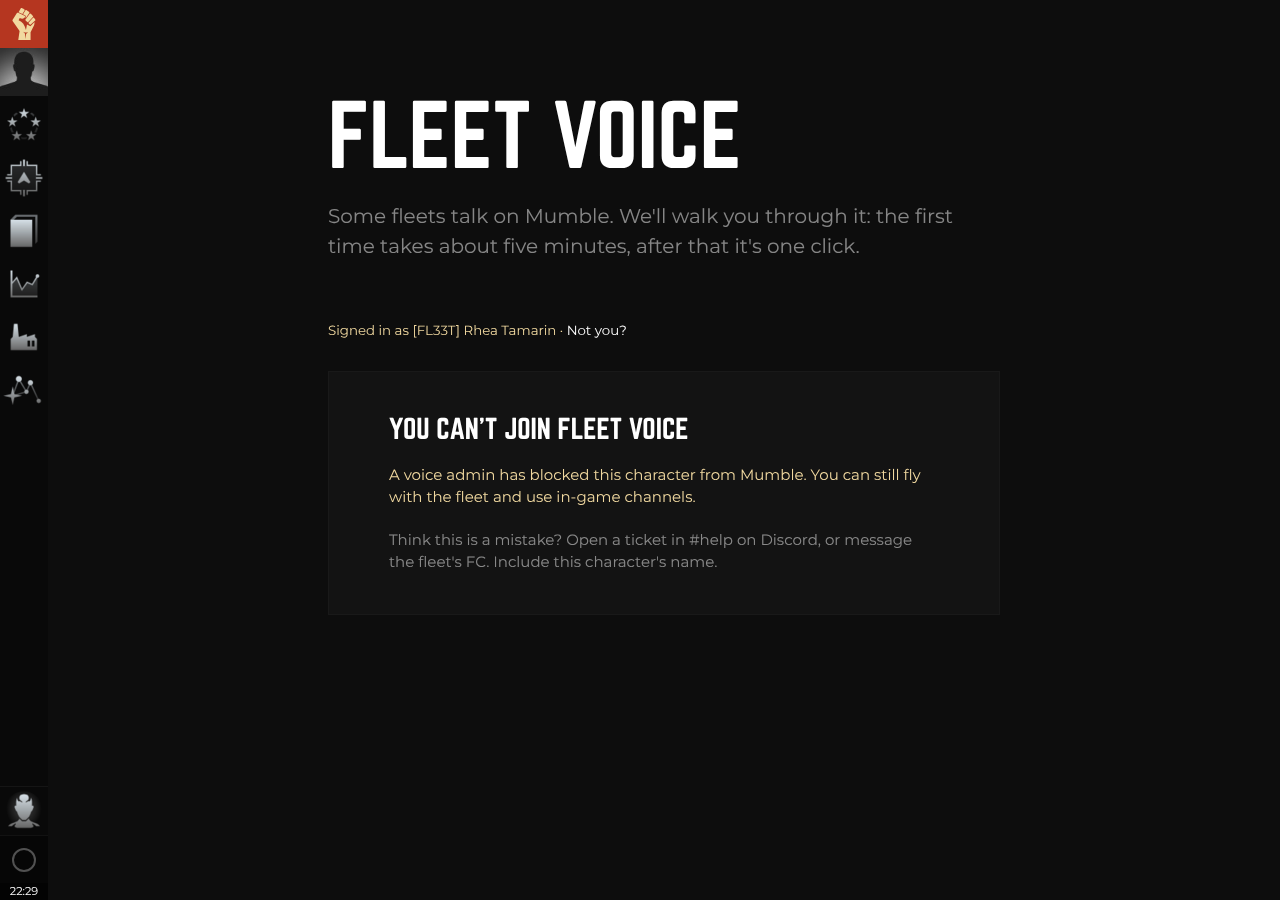 FLEET VOICE
Some fleets talk on Mumble. We'll walk you through it: the first
time takes about five minutes, after that it's one click.
Signed in as [FL33T] Rhea Tamarin · Not you?
YOU CAN’T JOIN FLEET VOICE
A voice admin has blocked this character from Mumble. You can still fly
with the fleet and use in-game channels.
Think this is a mistake? Open a ticket in #help on Discord, or message
the fleet's FC. Include this character's name.
22:29